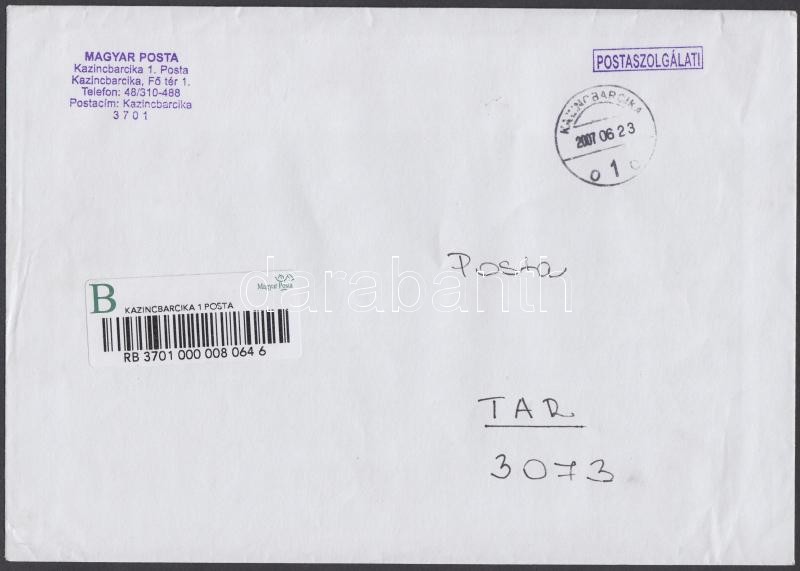 MAGYAR POSTA
Kazincbarcika 1. Posta
Kazincbarcika, Fő tér 1.
Telefon: 48/310-488
Postacím: Kazincbarcika
3701
POSTASZOLGÁLATI
KAZINCBARCIKA
2007 06 23
o 1 o
Posta
B
Magyar Posta
KAZINCBARCIKA 1 POSTA
RB 3701 000 008 064 6
darabanth
TAR
3073